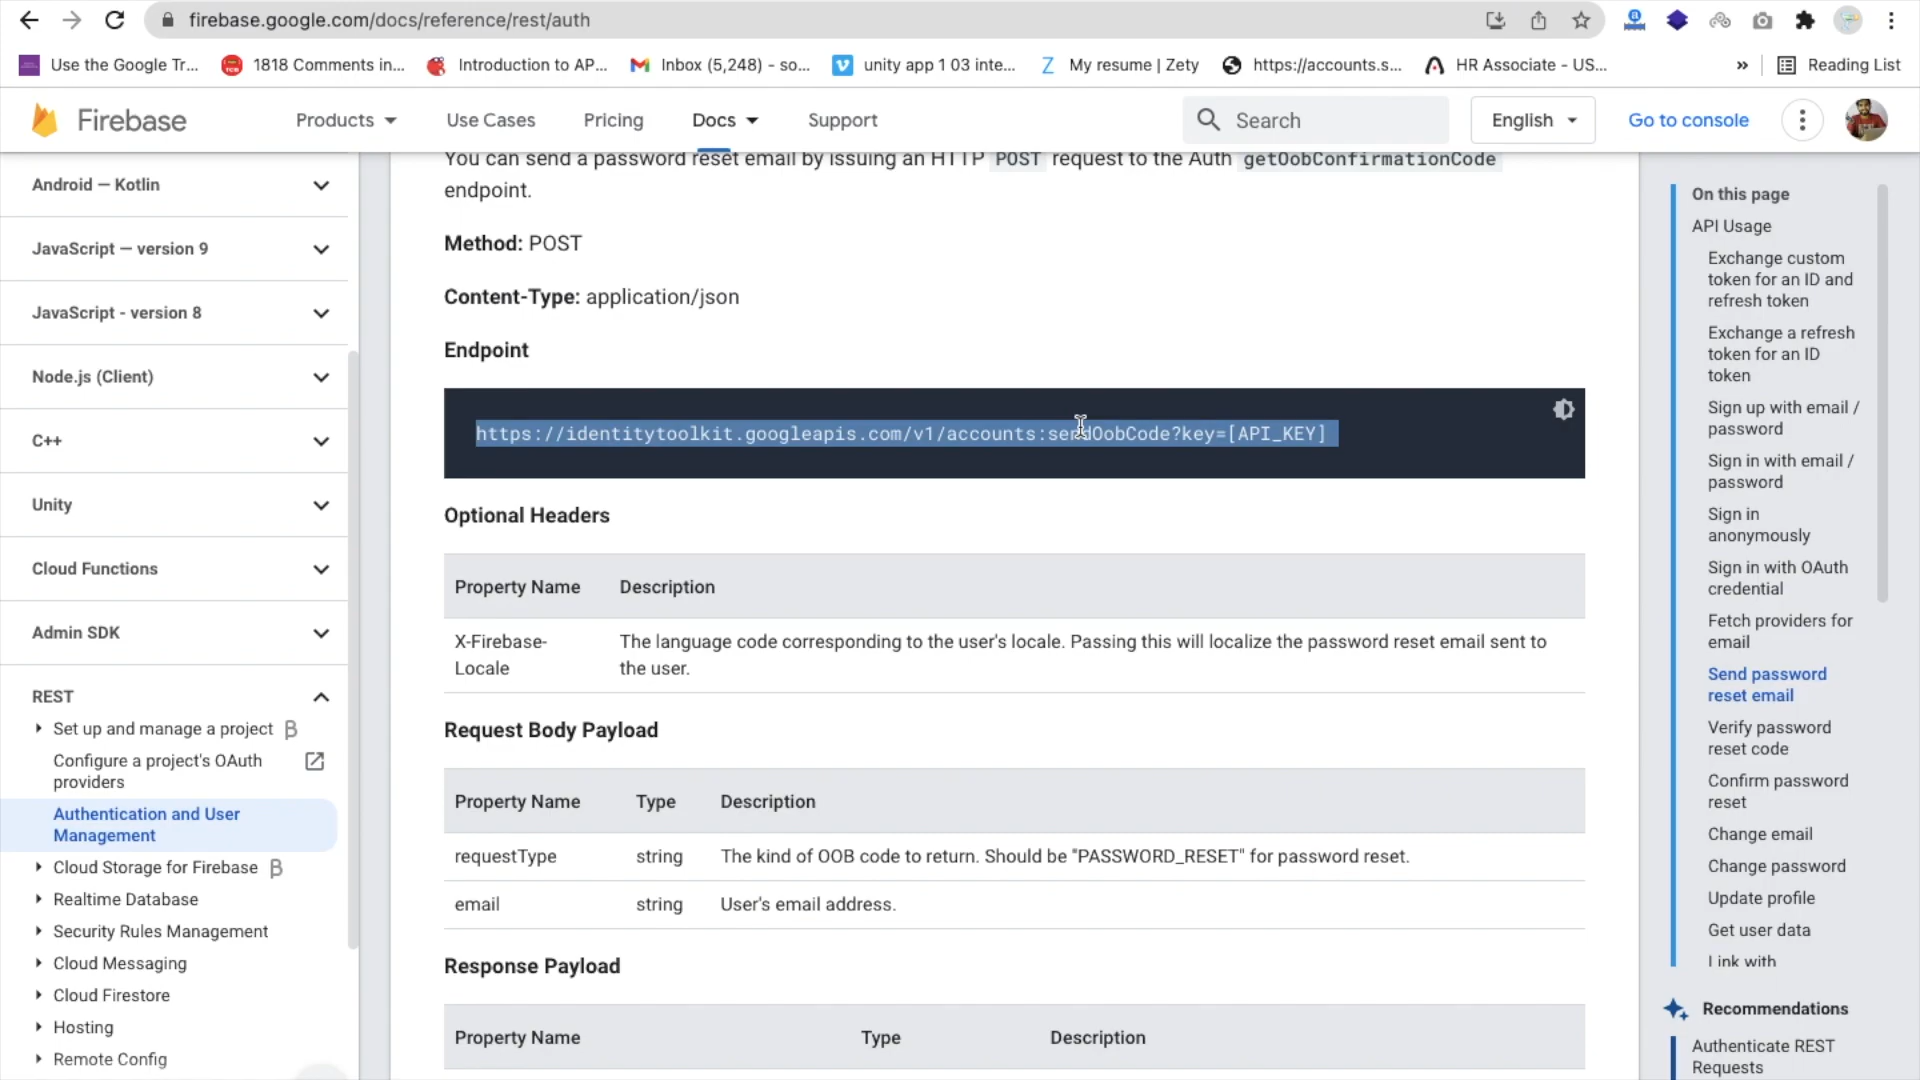 firebase.google.com/docs/reference/rest/auth
Use the Google Tr...
1818 Comments in...
Introduction to AP...
Inbox (5,248) - so...
unity app 1 03 inte...
My resume | Zety
https://accounts.s...
HR Associate - US...
»
Reading List
Firebase
Products
Use Cases
Pricing
Docs
Support
Search
English
Go to console
Android — Kotlin
JavaScript — version 9
JavaScript - version 8
Node.js (Client)
C++
Unity
Cloud Functions
Admin SDK
REST
Set up and manage a project
Configure a project's OAuth
providers
Authentication and User
Management
Cloud Storage for Firebase
Realtime Database
Security Rules Management
Cloud Messaging
Cloud Firestore
Hosting
Remote Config
You can send a password reset email by issuing an HTTP POST request to the Auth getOobConfirmationCode
endpoint.
Method: POST
Content-Type: application/json
Endpoint
https://identitytoolkit.googleapis.com/v1/accounts:sendOobCode?key=[API_KEY]
Optional Headers
Property Name Description
X-Firebase-
Locale
The language code corresponding to the user's locale. Passing this will localize the password reset email sent to
the user.
Request Body Payload
Property Name Type Description
requestType string The kind of OOB code to return. Should be "PASSWORD_RESET" for password reset.
email string User's email address.
Response Payload
Property Name Type Description
On this page
API Usage
Exchange custom
token for an ID and
refresh token
Exchange a refresh
token for an ID
token
Sign up with email /
password
Sign in with email /
password
Sign in
anonymously
Sign in with OAuth
credential
Fetch providers for
email
Send password
reset email
Verify password
reset code
Confirm password
reset
Change email
Change password
Update profile
Get user data
Link with
Recommendations
Authenticate REST
Requests